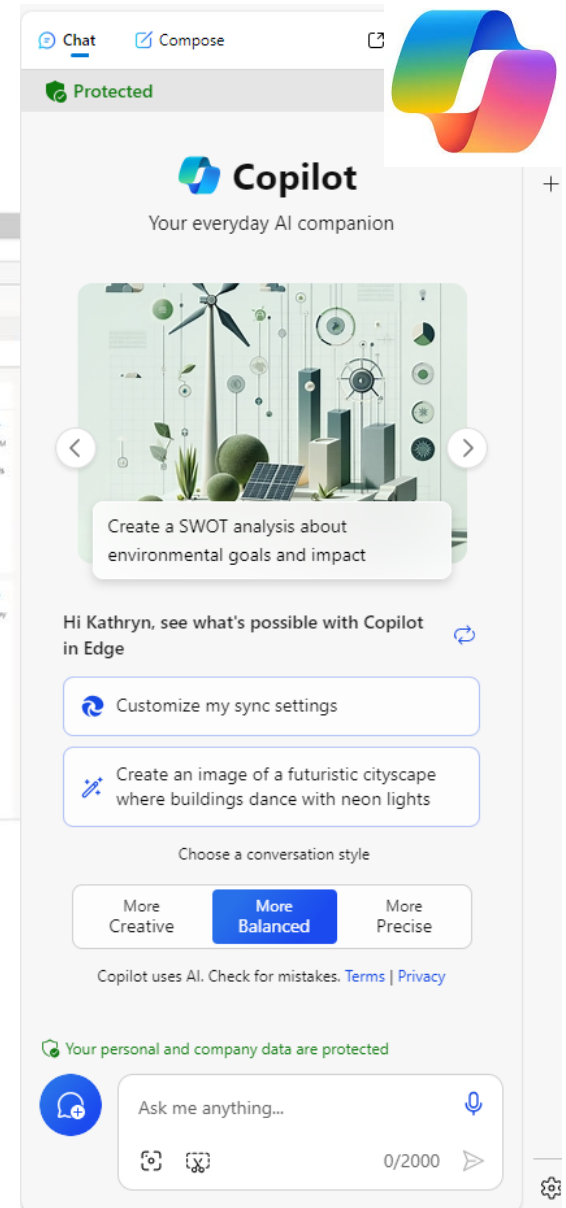 Chat
Compose
Protected
Copilot
Your everyday AI companion
Create a SWOT analysis about
environmental goals and impact
Hi Kathryn, see what's possible with Copilot
in Edge
Customize my sync settings
Create an image of a futuristic cityscape
where buildings dance with neon lights
Choose a conversation style
More Creative
More Balanced
More Precise
Copilot uses AI. Check for mistakes. Terms | Privacy
Your personal and company data are protected
Ask me anything...
0/2000